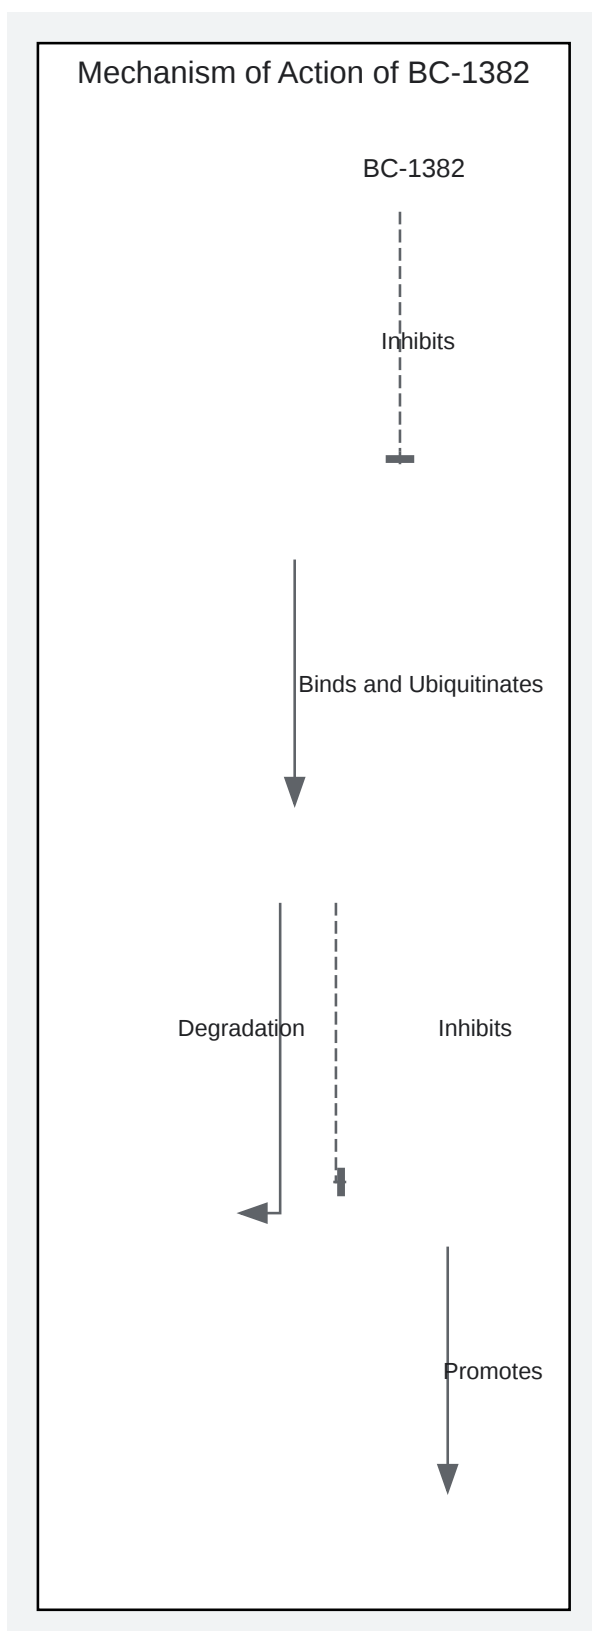 Mechanism of Action of BC-1382
BC-1382
Inhibits
Binds and Ubiquitinates
Degradation
Inhibits
Promotes